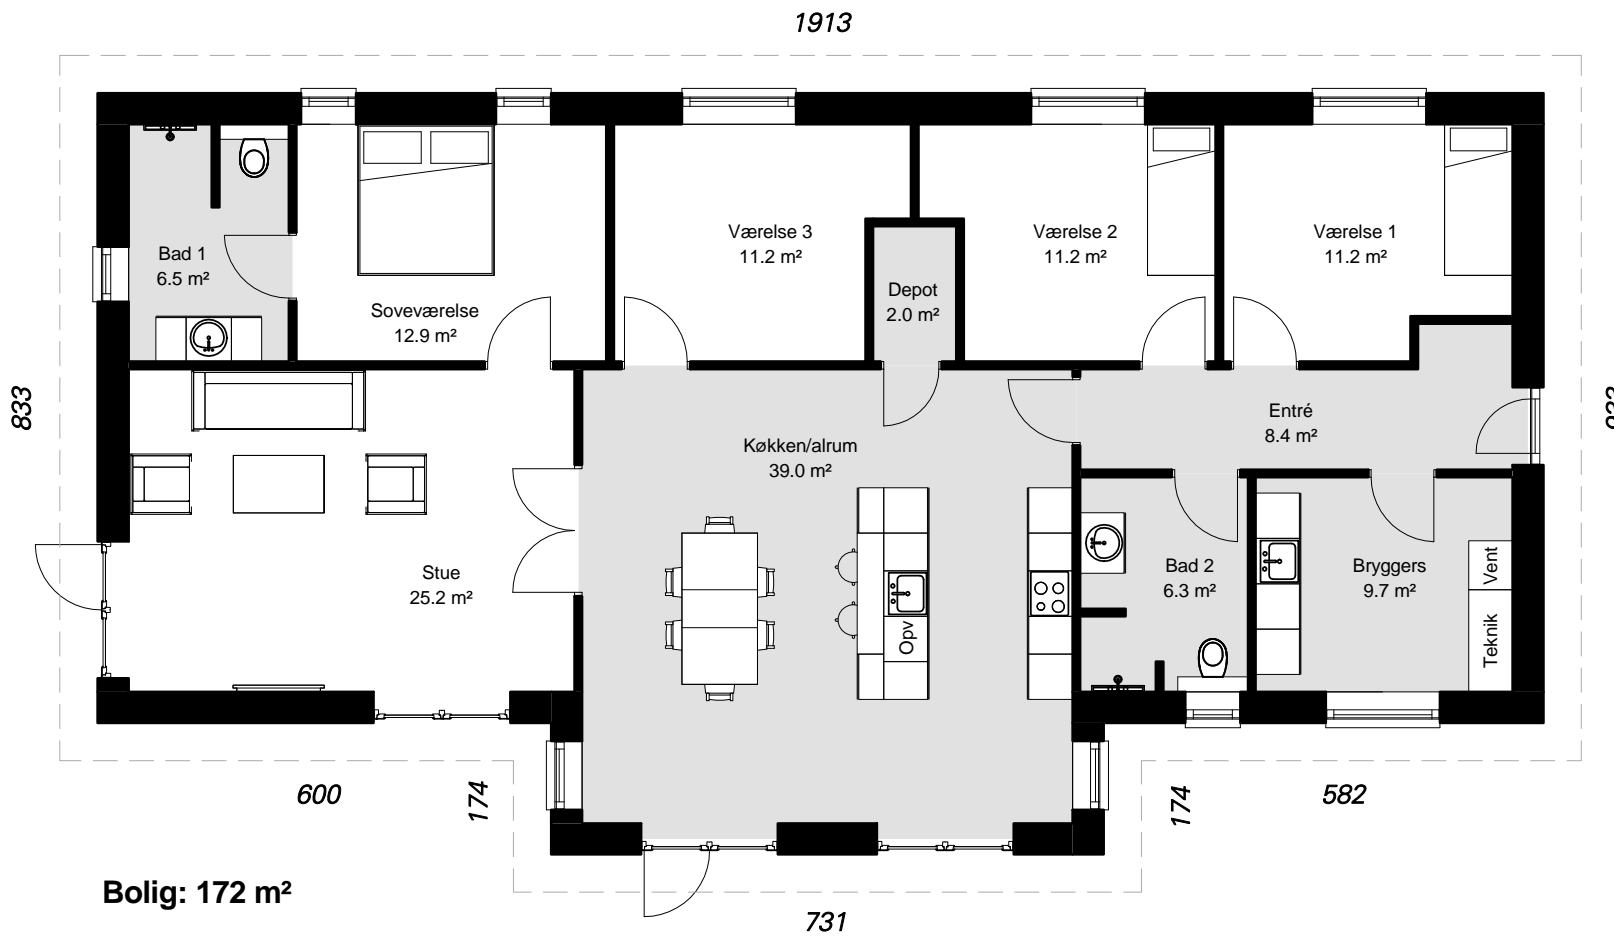 1913
Bad 1
6.5 m²
Soveværelse
12.9 m²
Værelse 3
11.2 m²
Depot
2.0 m²
Værelse 2
11.2 m²
Værelse 1
11.2 m²
833
Entré
8.4 m²
Køkken/alrum
39.0 m²
Stue
25.2 m²
Opv
Bad 2
6.3 m²
Bryggers
9.7 m²
Vent
Teknik
600
174
174
582
Bolig: 172 m²
731